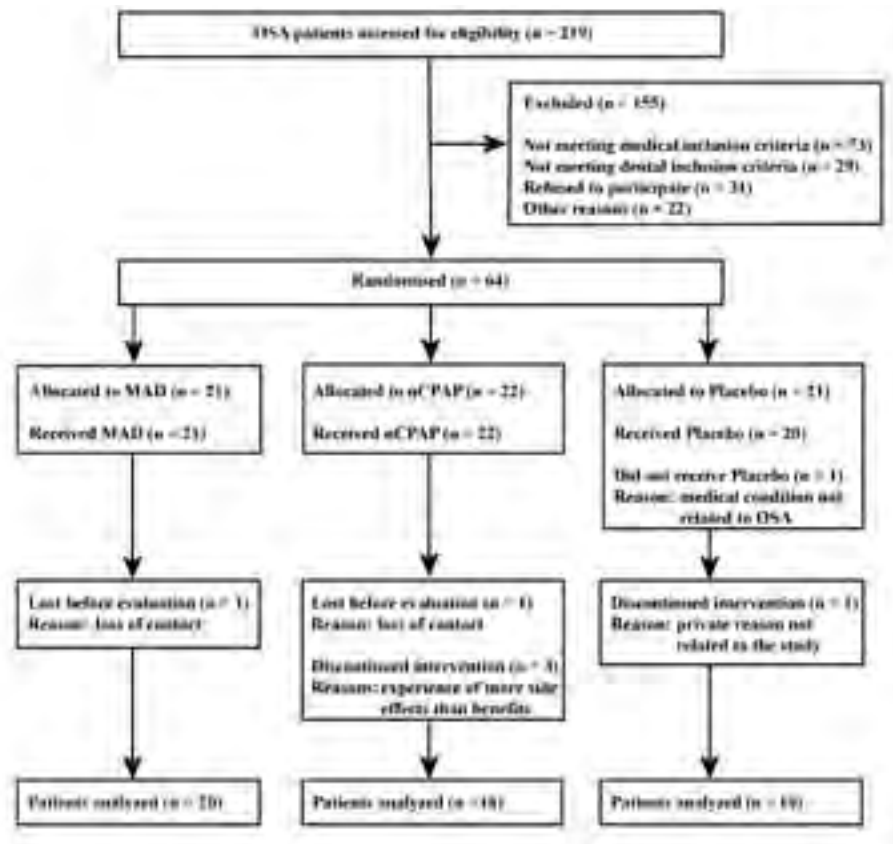 OSA patients assessed for eligibility (n = 219)
Excluded (n = 155)
Not meeting medical inclusion criteria (n = 73)
Not meeting dental inclusion criteria (n = 29)
Refused to participate (n = 31)
Other reason (n = 22)
Randomised (n = 64)
Allocated to MAD (n = 21)
Received MAD (n = 21)
Allocated to nCPAP (n = 22)
Received nCPAP (n = 22)
Allocated to Placebo (n = 21)
Received Placebo (n = 20)
Did not receive Placebo (n = 1)
Reason: medical condition not
related to OSA
Lost before evaluation (n = 1)
Reason: loss of contact
Lost before evaluation (n = 1)
Reason: loss of contact
Discontinued intervention (n = 3)
Reason: experience of more side
effects than benefits
Discontinued intervention (n = 1)
Reason: private reason not
related to the study
Patients analyzed (n = 20)
Patients analyzed (n = 18)
Patients analyzed (n = 19)